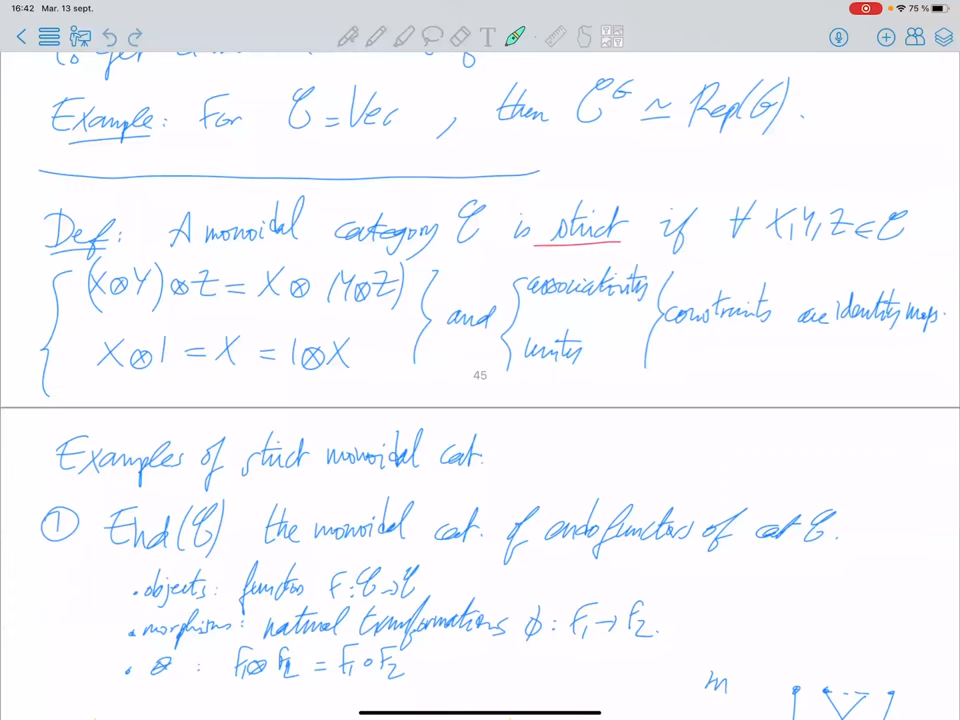 16:42 Mar. 13 sept. 75 %
Example: For 𝒞 = Vec, then 𝒞^G ≃ Rep(G).
Def: A monoidal category 𝒞 is strict if ∀ X,Y,Z ∈ 𝒞
{ (X⊗Y)⊗Z = X⊗(Y⊗Z) } and { associativity } constraints are identity maps.
X⊗1 = X = 1⊗X units
45
Examples of strict monoidal cat.
① End(𝒞) the monoidal cat. of endofunctors of cat 𝒞.
• objects: functors F: 𝒞→𝒞
• morphisms: natural transformations ϕ: F₁→F₂.
• ⊗ : F₁⊗F₂ = F₁∘F₂
m